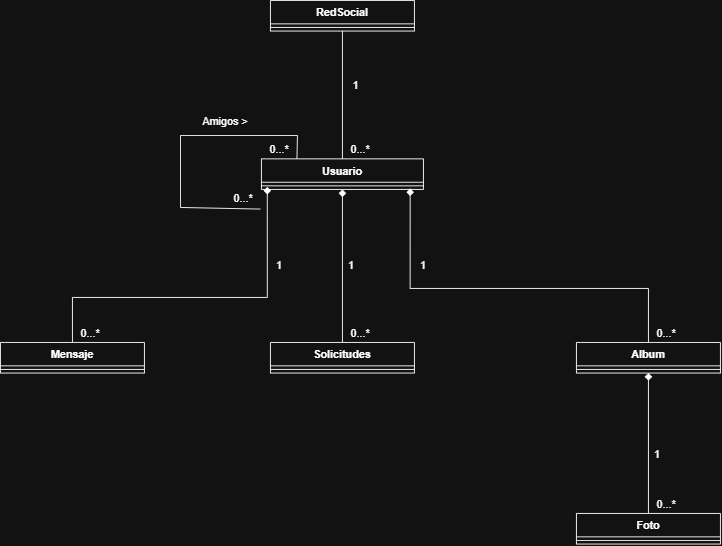 RedSocial
1
Amigos >
0...*
0...*
Usuario
0...*
1
1
1
0...*
0...*
0...*
Mensaje
Solicitudes
Album
1
0...*
Foto